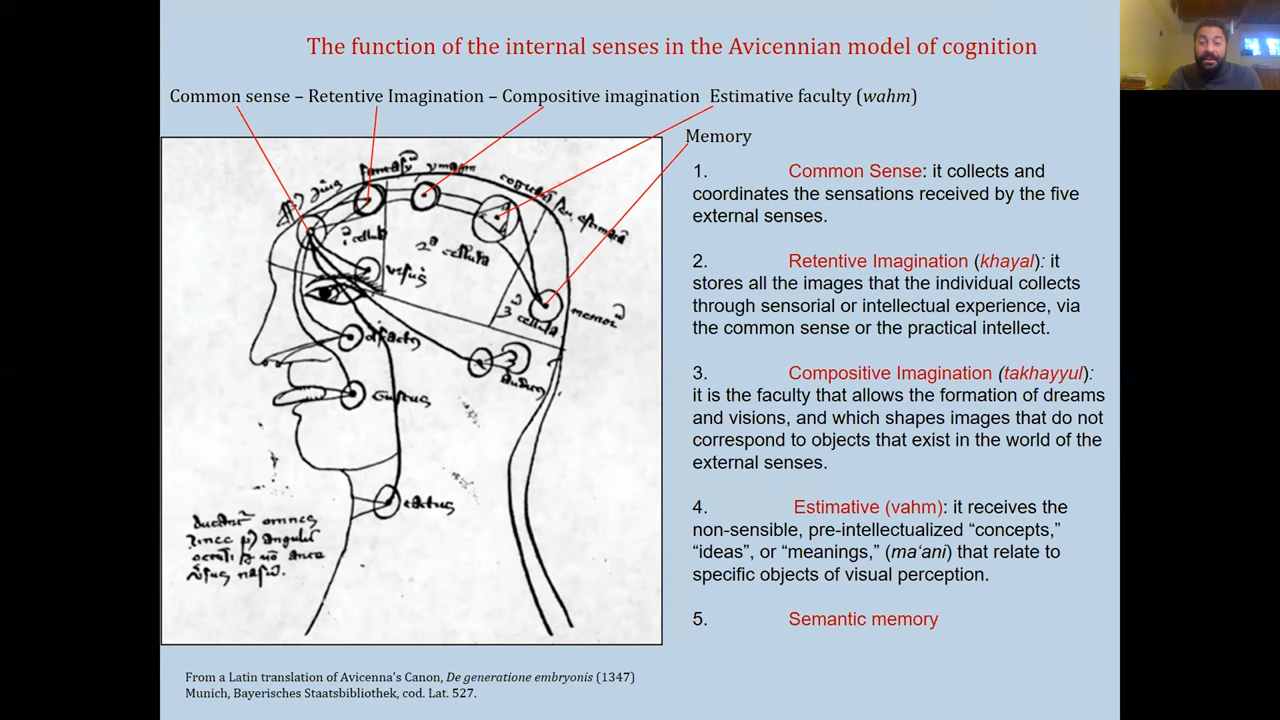 The function of the internal senses in the Avicennian model of cognition
Common sense – Retentive Imagination – Compositive imagination Estimative faculty (wahm)
Memory
1. Common Sense: it collects and
coordinates the sensations received by the five
external senses.
2. Retentive Imagination (khayal): it
stores all the images that the individual collects
through sensorial or intellectual experience, via
the common sense or the practical intellect.
3. Compositive Imagination (takhayyul):
it is the faculty that allows the formation of dreams
and visions, and which shapes images that do not
correspond to objects that exist in the world of the
external senses.
4. Estimative (vahm): it receives the
non-sensible, pre-intellectualized “concepts,”
“ideas”, or “meanings,” (ma‘ani) that relate to
specific objects of visual perception.
5. Semantic memory
cellula
2a cellula
3 cellula
Gustus
From a Latin translation of Avicenna's Canon, De generatione embryonis (1347)
Munich, Bayerisches Staatsbibliothek, cod. Lat. 527.